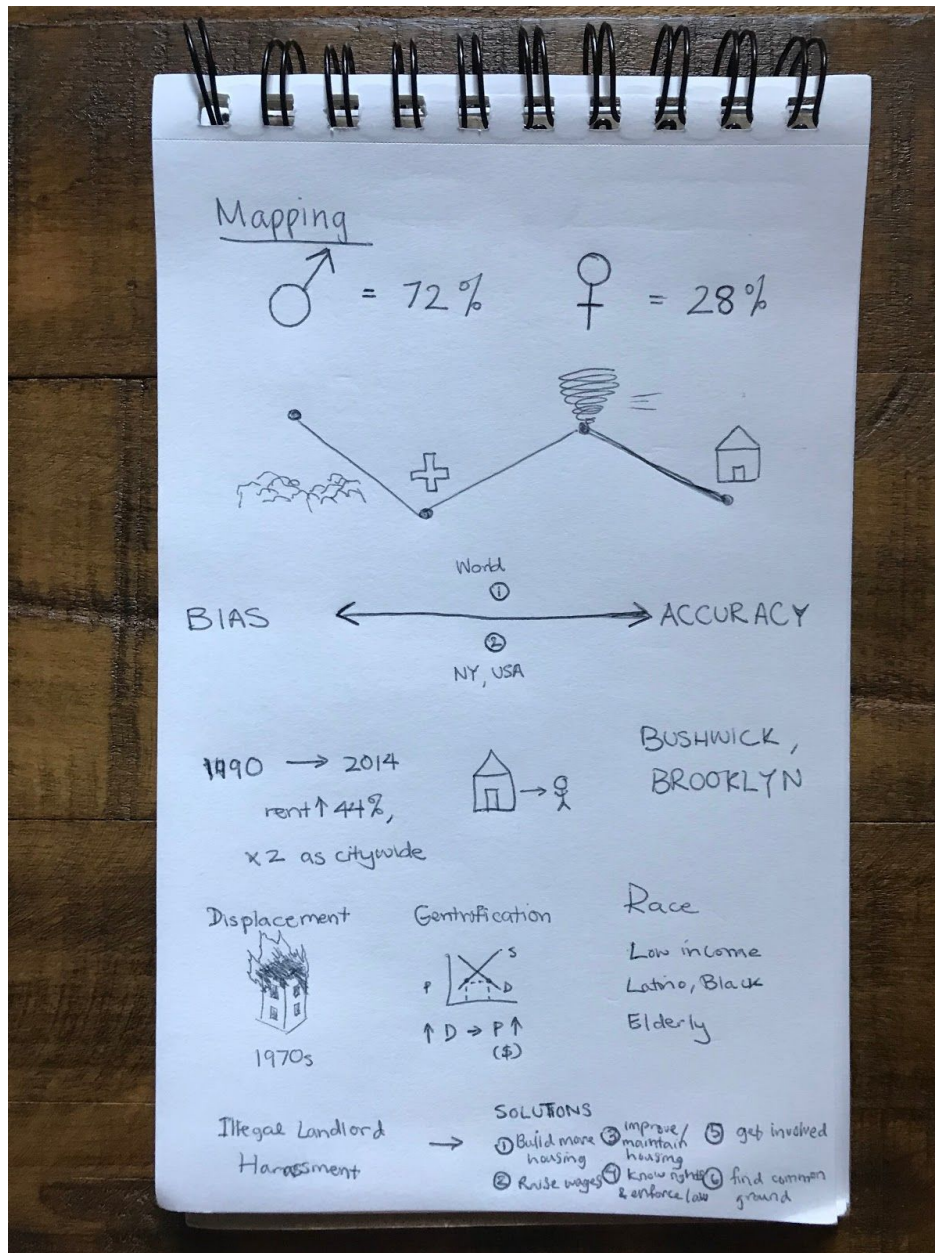 Mapping
= 72%
= 28%
World
①
BIAS
ACCURACY
②
NY, USA
1990 → 2014
rent ↑ 44%,
x2 as citywide
BUSHWICK,
BROOKLYN
Displacement
1970s
Gentrification
S
P
D
↑ D → P ↑
($)
Race
Low income
Latino, Black
Elderly
Illegal Landlord
Harassment
→
SOLUTIONS
① Build more
housing
② Raise wages
③ improve/
maintain
housing
④ Know rights
& enforce law
⑤ get involved
⑥ find common
ground